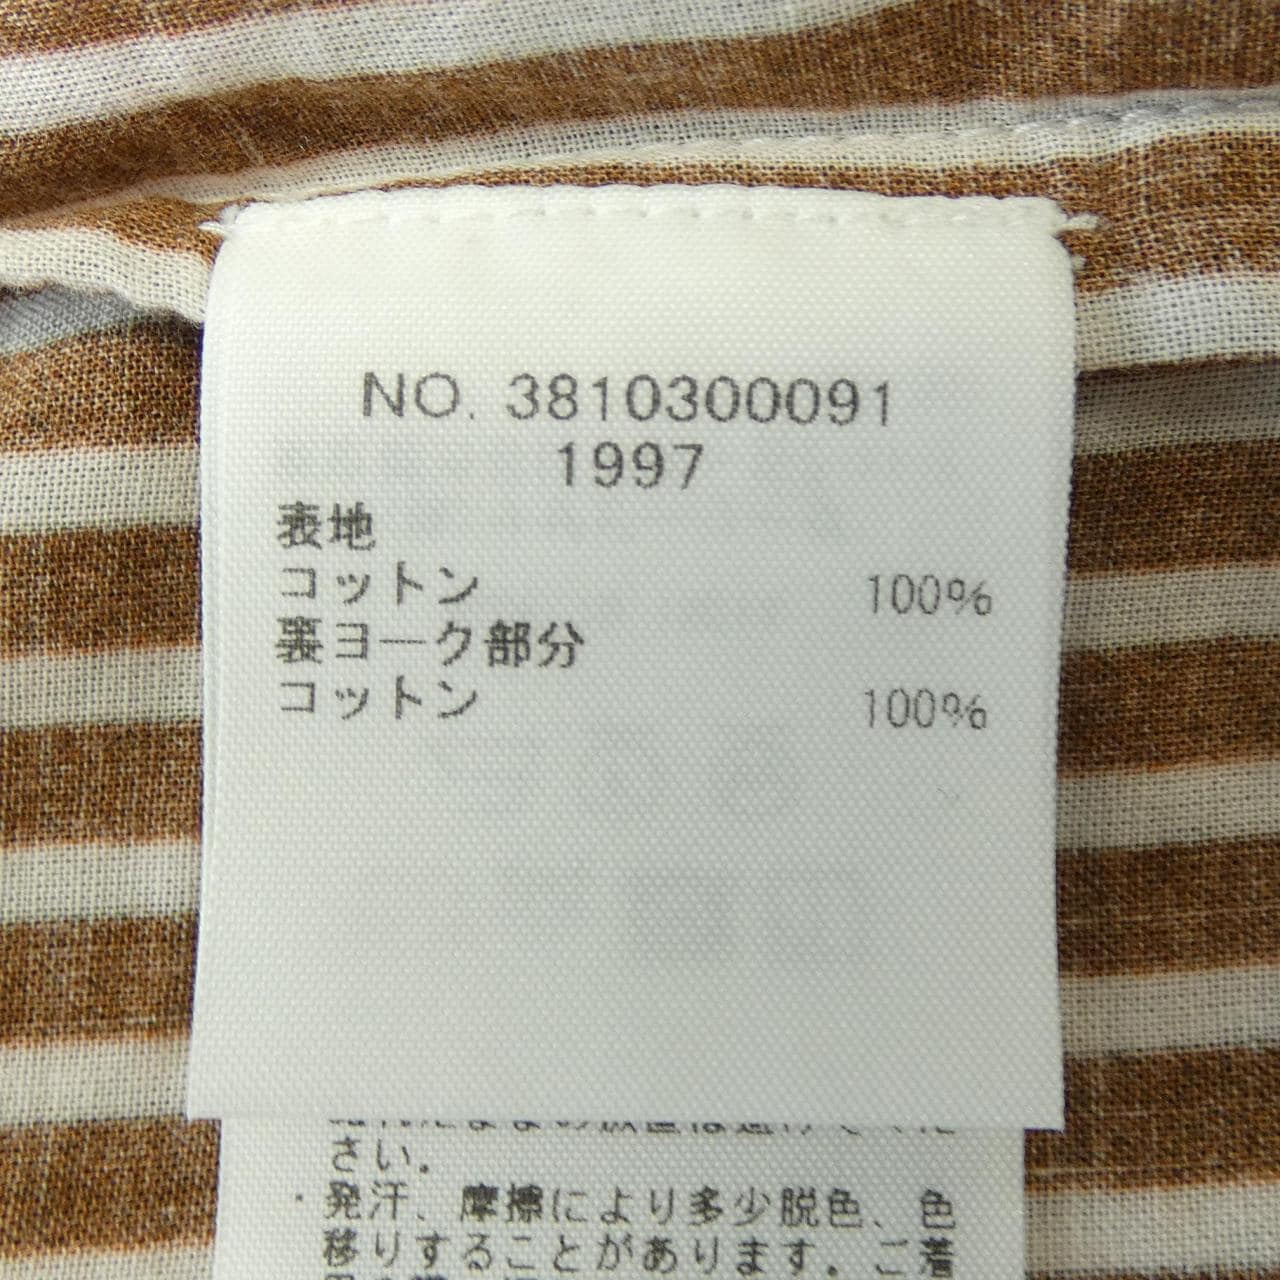 NO. 3810300091
1997
表地
コットン 100%
裏ヨーク部分
コットン 100%
さい.
・発汗、摩擦により多少脱色、色
移りすることがあります. ご着